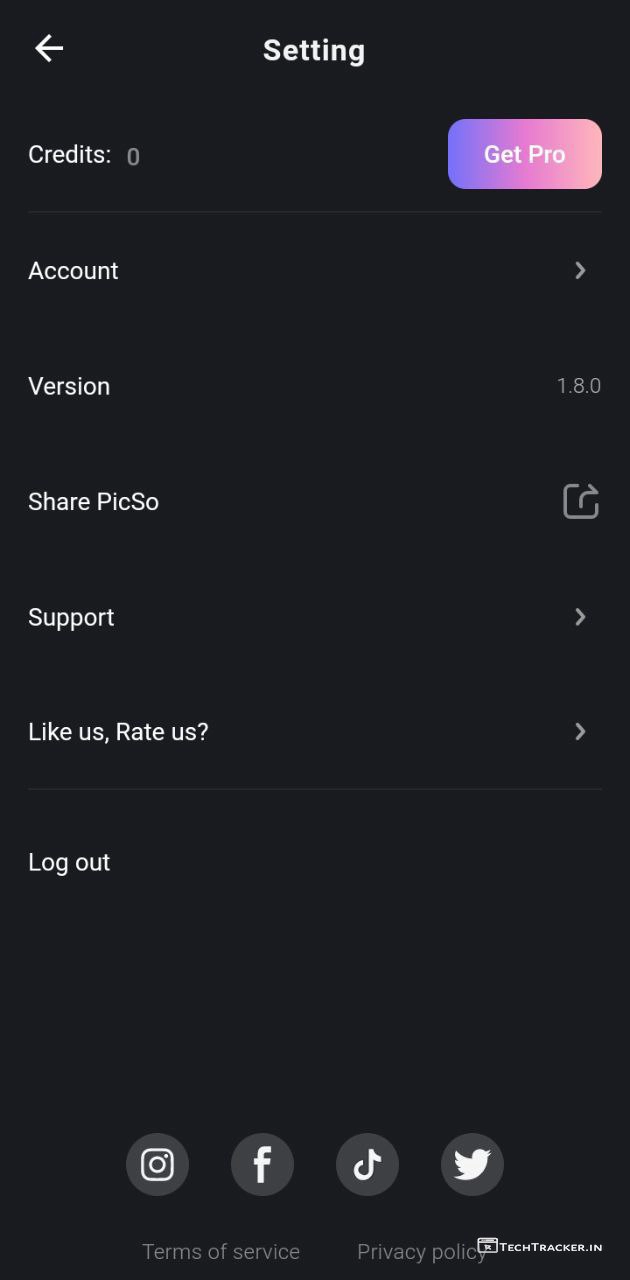 Setting
Credits: 0
Get Pro
Account
Version 1.8.0
Share PicSo
Support
Like us, Rate us?
Log out
Terms of service Privacy policy
TechTracker.in